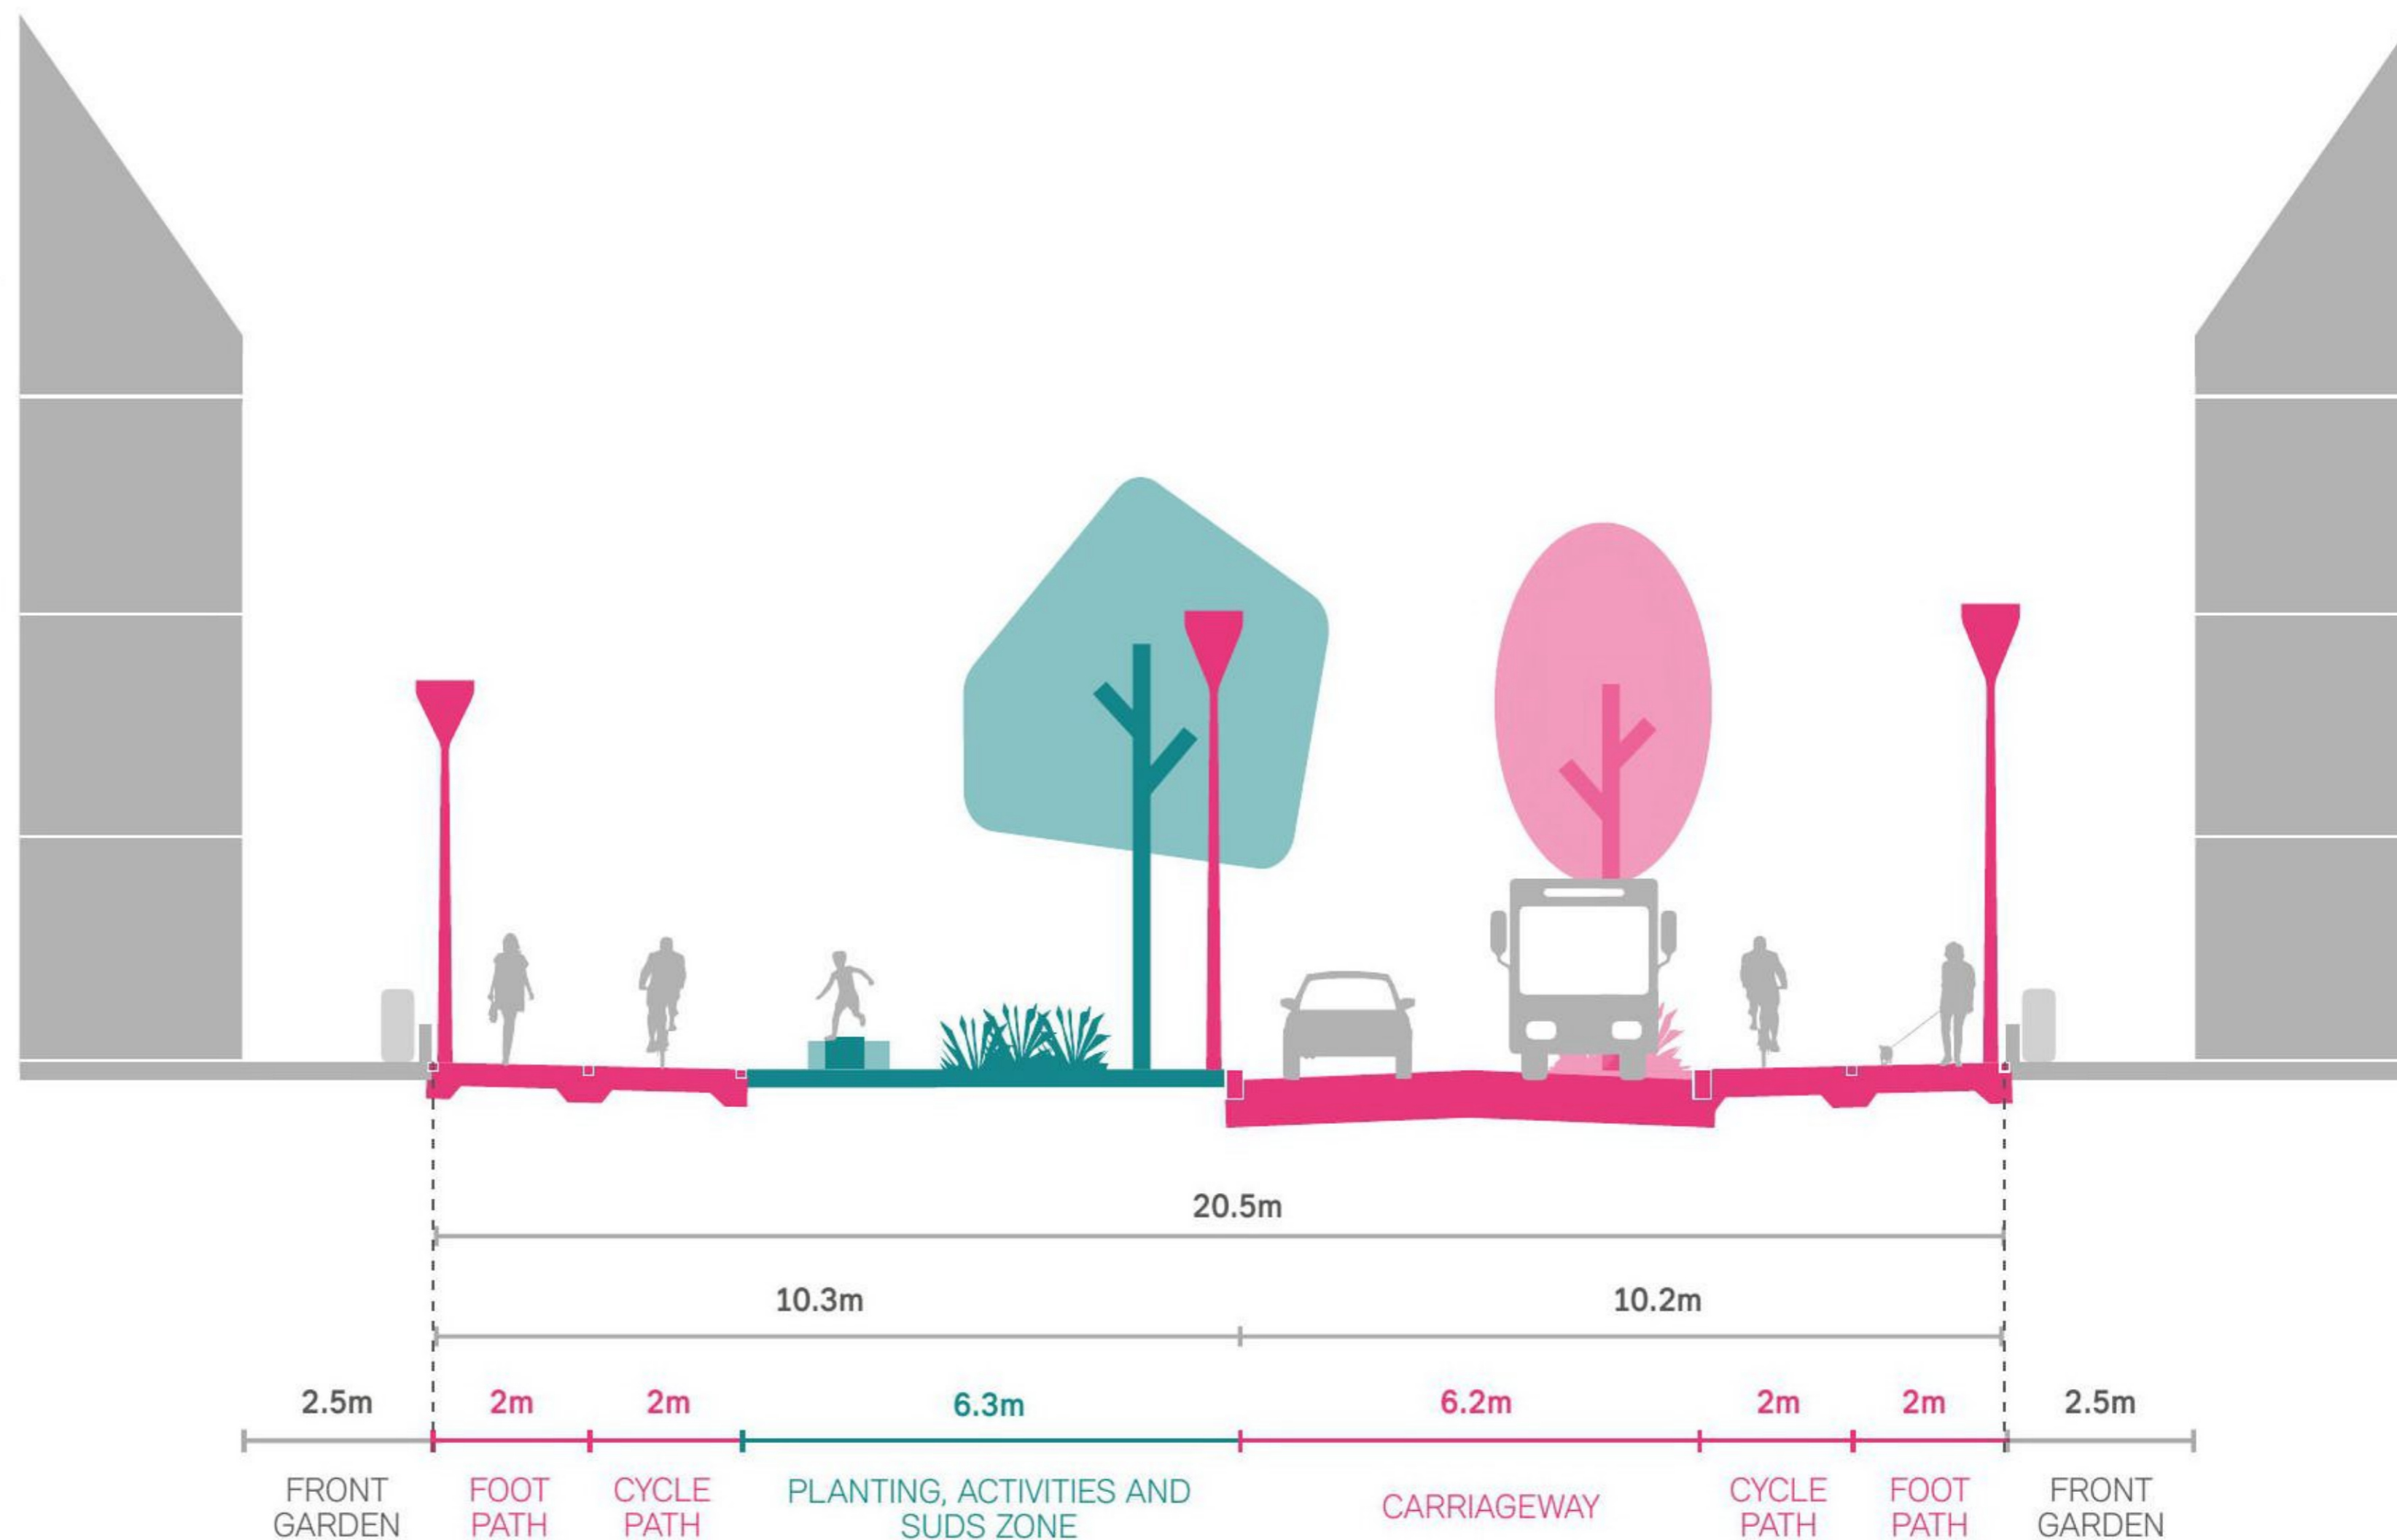 20.5m
10.3m
10.2m
2.5m
2m
2m
6.3m
6.2m
2m
2m
2.5m
FRONT
GARDEN
FOOT
PATH
CYCLE
PATH
PLANTING, ACTIVITIES AND
SUDS ZONE
CARRIAGEWAY
CYCLE
PATH
FOOT
PATH
FRONT
GARDEN